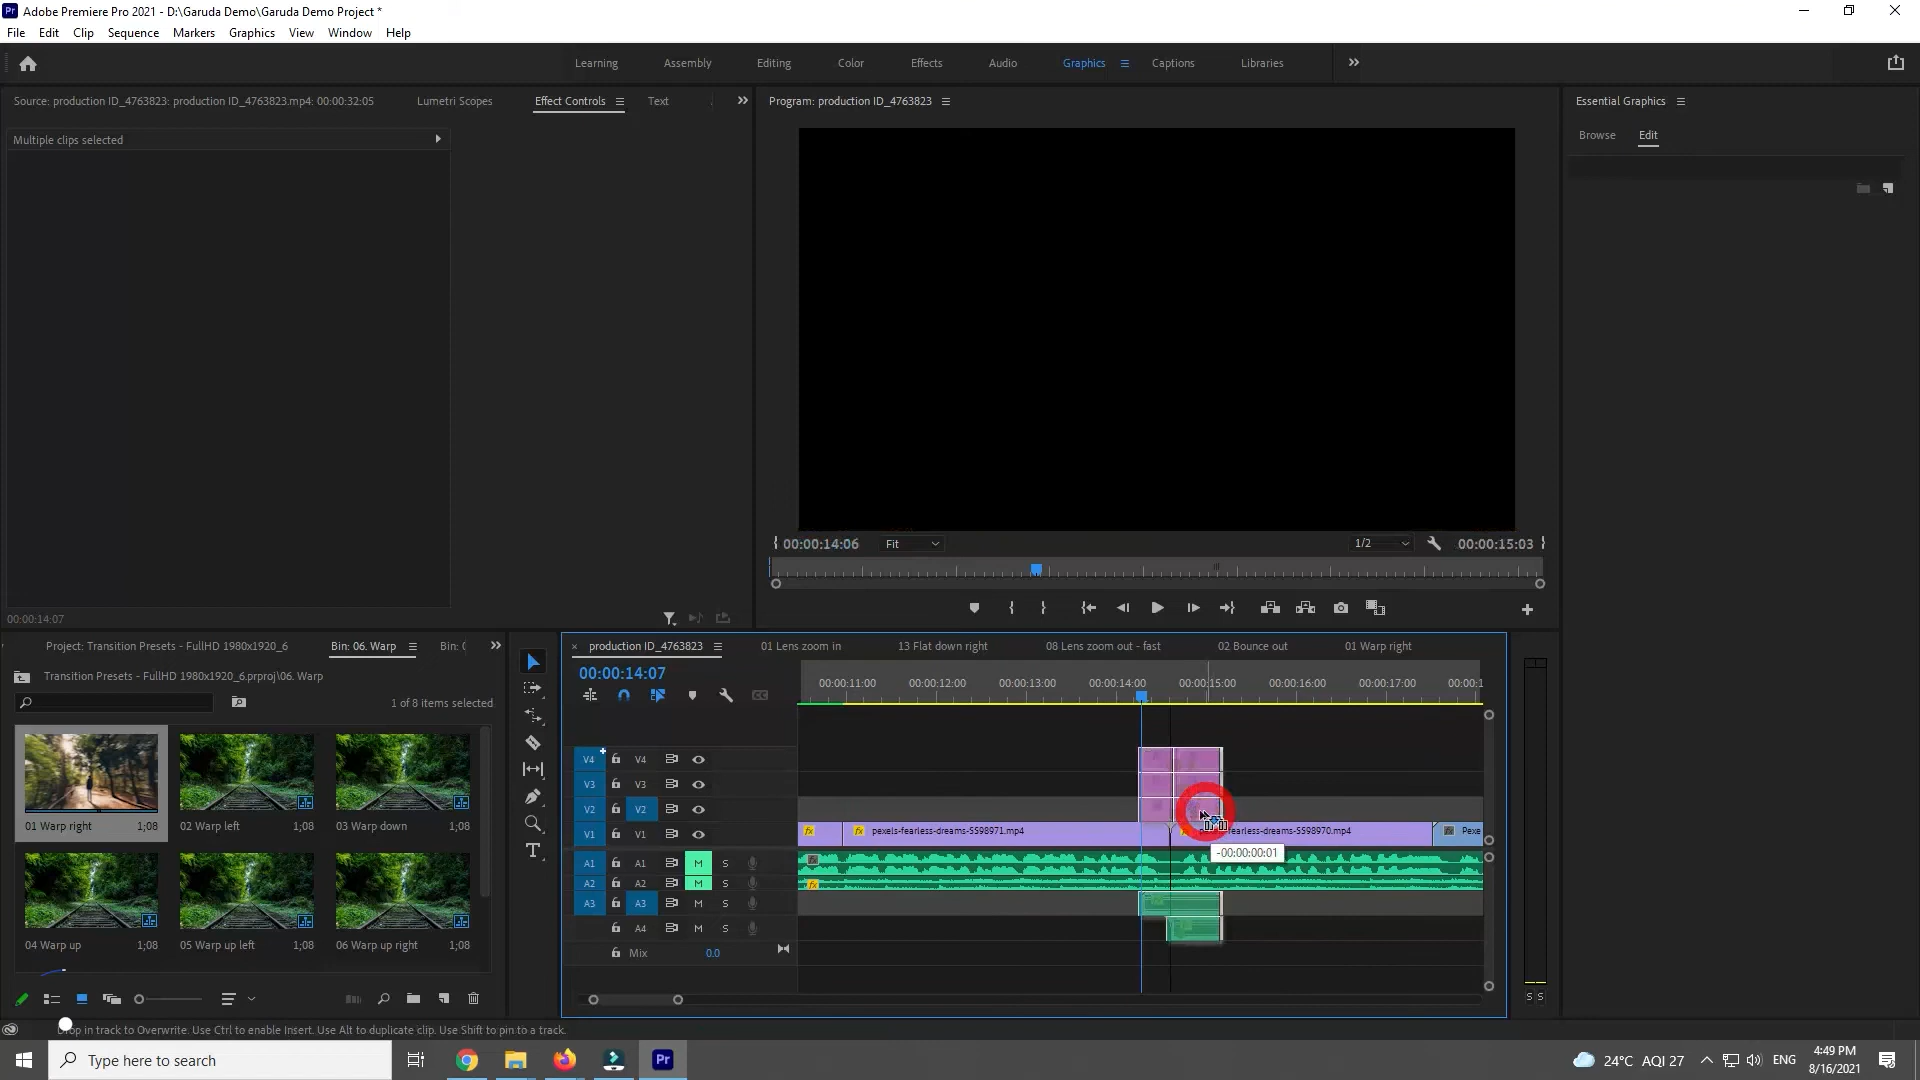 Pr Adobe Premiere Pro 2021 - D:\Garuda Demo\Garuda Demo Project *
File Edit Clip Sequence Markers Graphics View Window Help
Learning Assembly Editing Color Effects Audio Graphics Captions Libraries
Source: production ID_4763823: production ID_4763823.mp4: 00:00:32:05 Lumetri Scopes Effect Controls Text
Multiple clips selected
00:00:14:07
Program: production ID_4763823
00:00:14:06 Fit 1/2 00:00:15:03
Essential Graphics
Browse Edit
Project: Transition Presets - FullHD 1980x1920_6 Bin: 06. Warp Bin:
Transition Presets - FullHD 1980x1920_6.prproj\06. Warp
1 of 8 items selected
01 Warp right 1;08 02 Warp left 1;08 03 Warp down 1;08
04 Warp up 1;08 05 Warp up left 1;08 06 Warp up right 1;08
× production ID_4763823 01 Lens zoom in 13 Flat down right 08 Lens zoom out - fast 02 Bounce out 01 Warp right
00:00:14:07
00:00:11:00 00:00:12:00 00:00:13:00 00:00:14:00 00:00:15:00 00:00:16:00 00:00:17:00 00:00:1
V4 V4
V3 V3
V2 V2
V1 V1 fx fx pexels-fearless-dreams-5598971.mp4 fearless-dreams-5598970.mp4 Pexe
-00:00:00:01
A1 A1 M S
A2 A2 M S fx
A3 A3 M S
A4 M S
Mix 0.0
S S
Drop in track to Overwrite. Use Ctrl to enable Insert. Use Alt to duplicate clip. Use Shift to pin to a track.
Type here to search Pr 24°C AQI 27 ENG 4:49 PM
8/16/2021